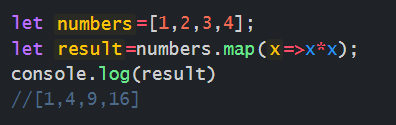 let numbers=[1,2,3,4];
let result=numbers.map(x=>x*x);
console.log(result)
//[1,4,9,16]